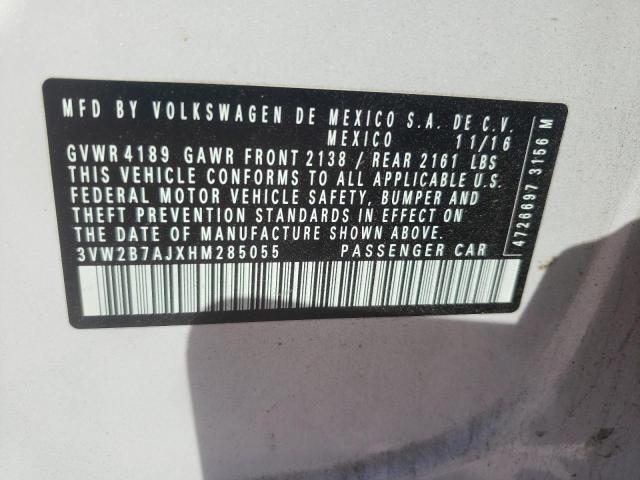 MFD BY VOLKSWAGEN DE MEXICO S.A. DE C.V.
MEXICO 11/16
GVWR 4189 GAWR FRONT 2138 / REAR 2161 LBS
THIS VEHICLE CONFORMS TO ALL APPLICABLE U.S.
FEDERAL MOTOR VEHICLE SAFETY, BUMPER AND
THEFT PREVENTION STANDARDS IN EFFECT ON
THE DATE OF MANUFACTURE SHOWN ABOVE.
3VW2B7AJXHM285055 PASSENGER CAR
4726697 3156 M